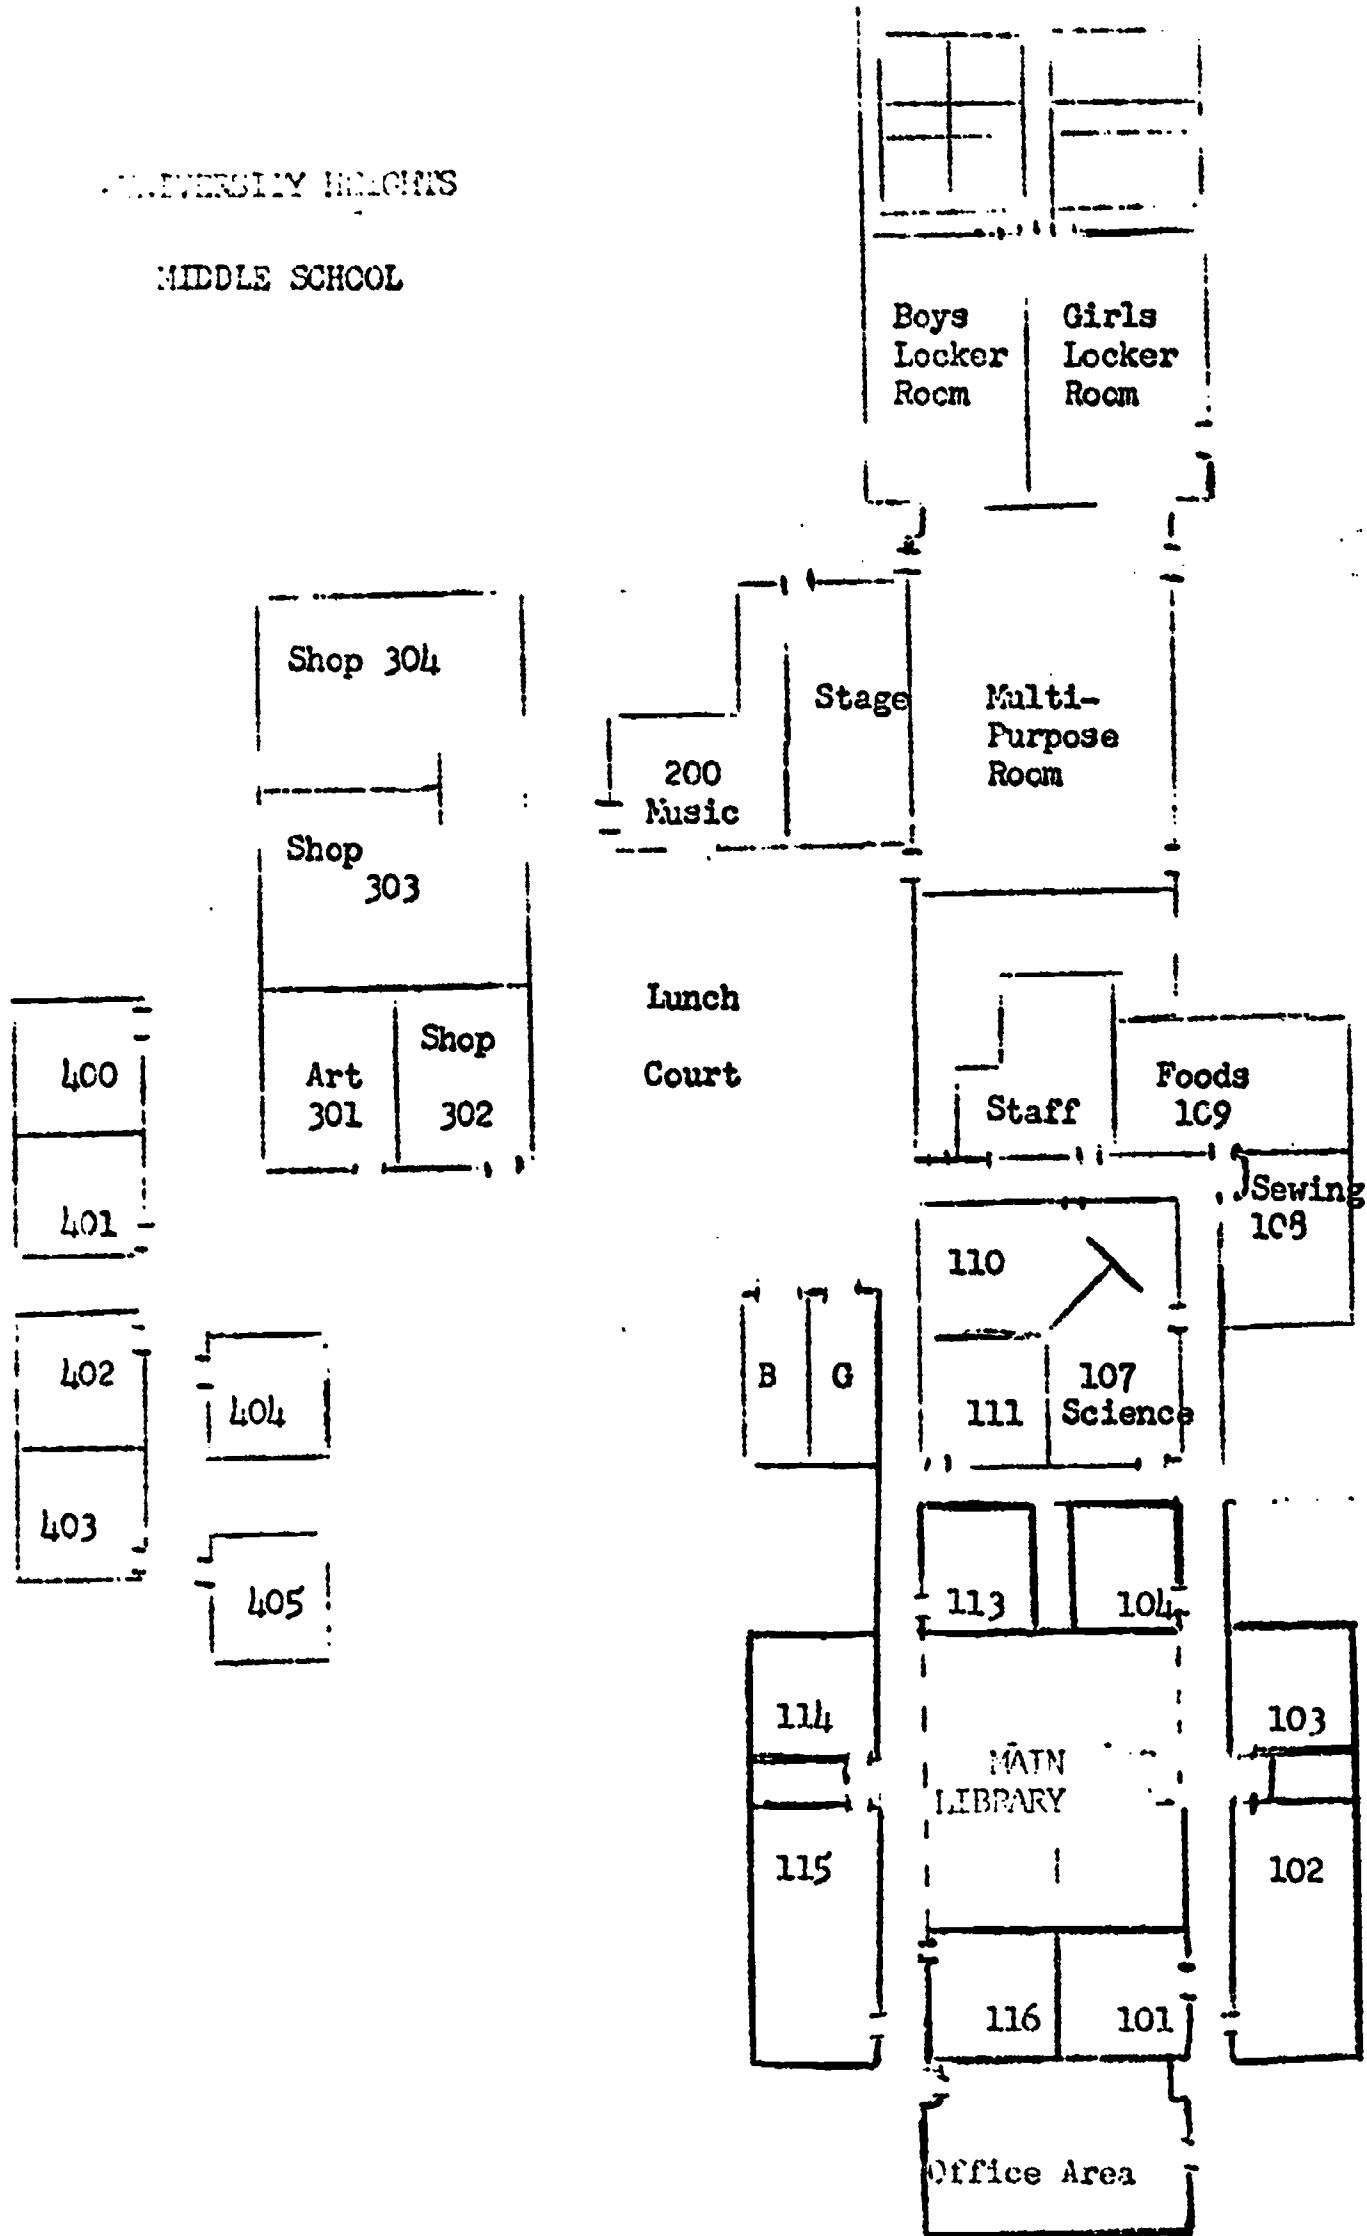 UNIVERSITY HEIGHTS
MIDDLE SCHOOL
Boys
Locker
Room
Girls
Locker
Room
Shop 304
Stage
Multi-
Purpose
Room
200
Music
Shop
303
Lunch
Court
Shop
302
Art
301
400
401
Staff
Foods
109
Sewing
108
110
107
Science
111
B
G
402
404
403
405
113
104
114
103
MAIN
LIBRARY
115
102
116
101
Office Area